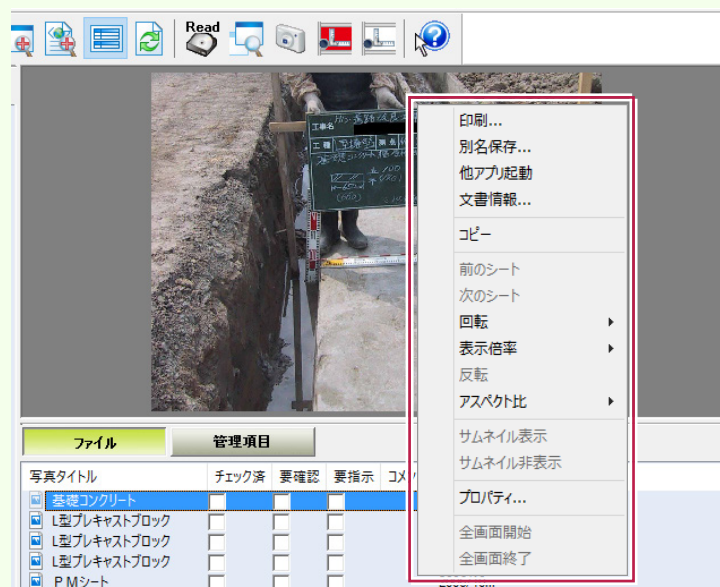 Read
工事名
工種
印刷...
別名保存...
他アプリ起動
文書情報...
コピー
前のシート
次のシート
回転
表示倍率
反転
アスペクト比
サムネイル表示
サムネイル非表示
プロパティ...
全画面開始
全画面終了
ファイル 管理項目
写真タイトル チェック済 要確認 要指示
基礎コンクリート
L型プレキャストブロック
L型プレキャストブロック
L型プレキャストブロック
PMシート